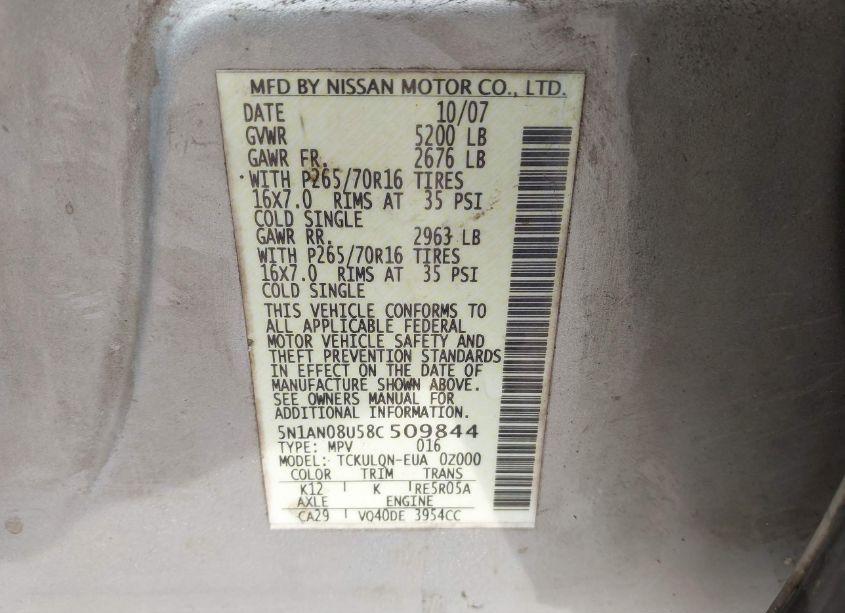 MFD BY NISSAN MOTOR CO., LTD.
DATE 10/07
GVWR 5200 LB
GAWR FR. 2676 LB
WITH P265/70R16 TIRES
16X7.0 RIMS AT 35 PSI
COLD SINGLE
GAWR RR. 2963 LB
WITH P265/70R16 TIRES
16X7.0 RIMS AT 35 PSI
COLD SINGLE
THIS VEHICLE CONFORMS TO
ALL APPLICABLE FEDERAL
MOTOR VEHICLE SAFETY AND
THEFT PREVENTION STANDARDS
IN EFFECT ON THE DATE OF
MANUFACTURE SHOWN ABOVE.
SEE OWNERS MANUAL FOR
ADDITIONAL INFORMATION.
5N1AN08U58C 509844
TYPE: MPV 016
MODEL: TCKULQN-EUA 0Z000
COLOR TRIM TRANS
K12 K RE5R05A
AXLE ENGINE
CA29 VQ40DE 3954CC